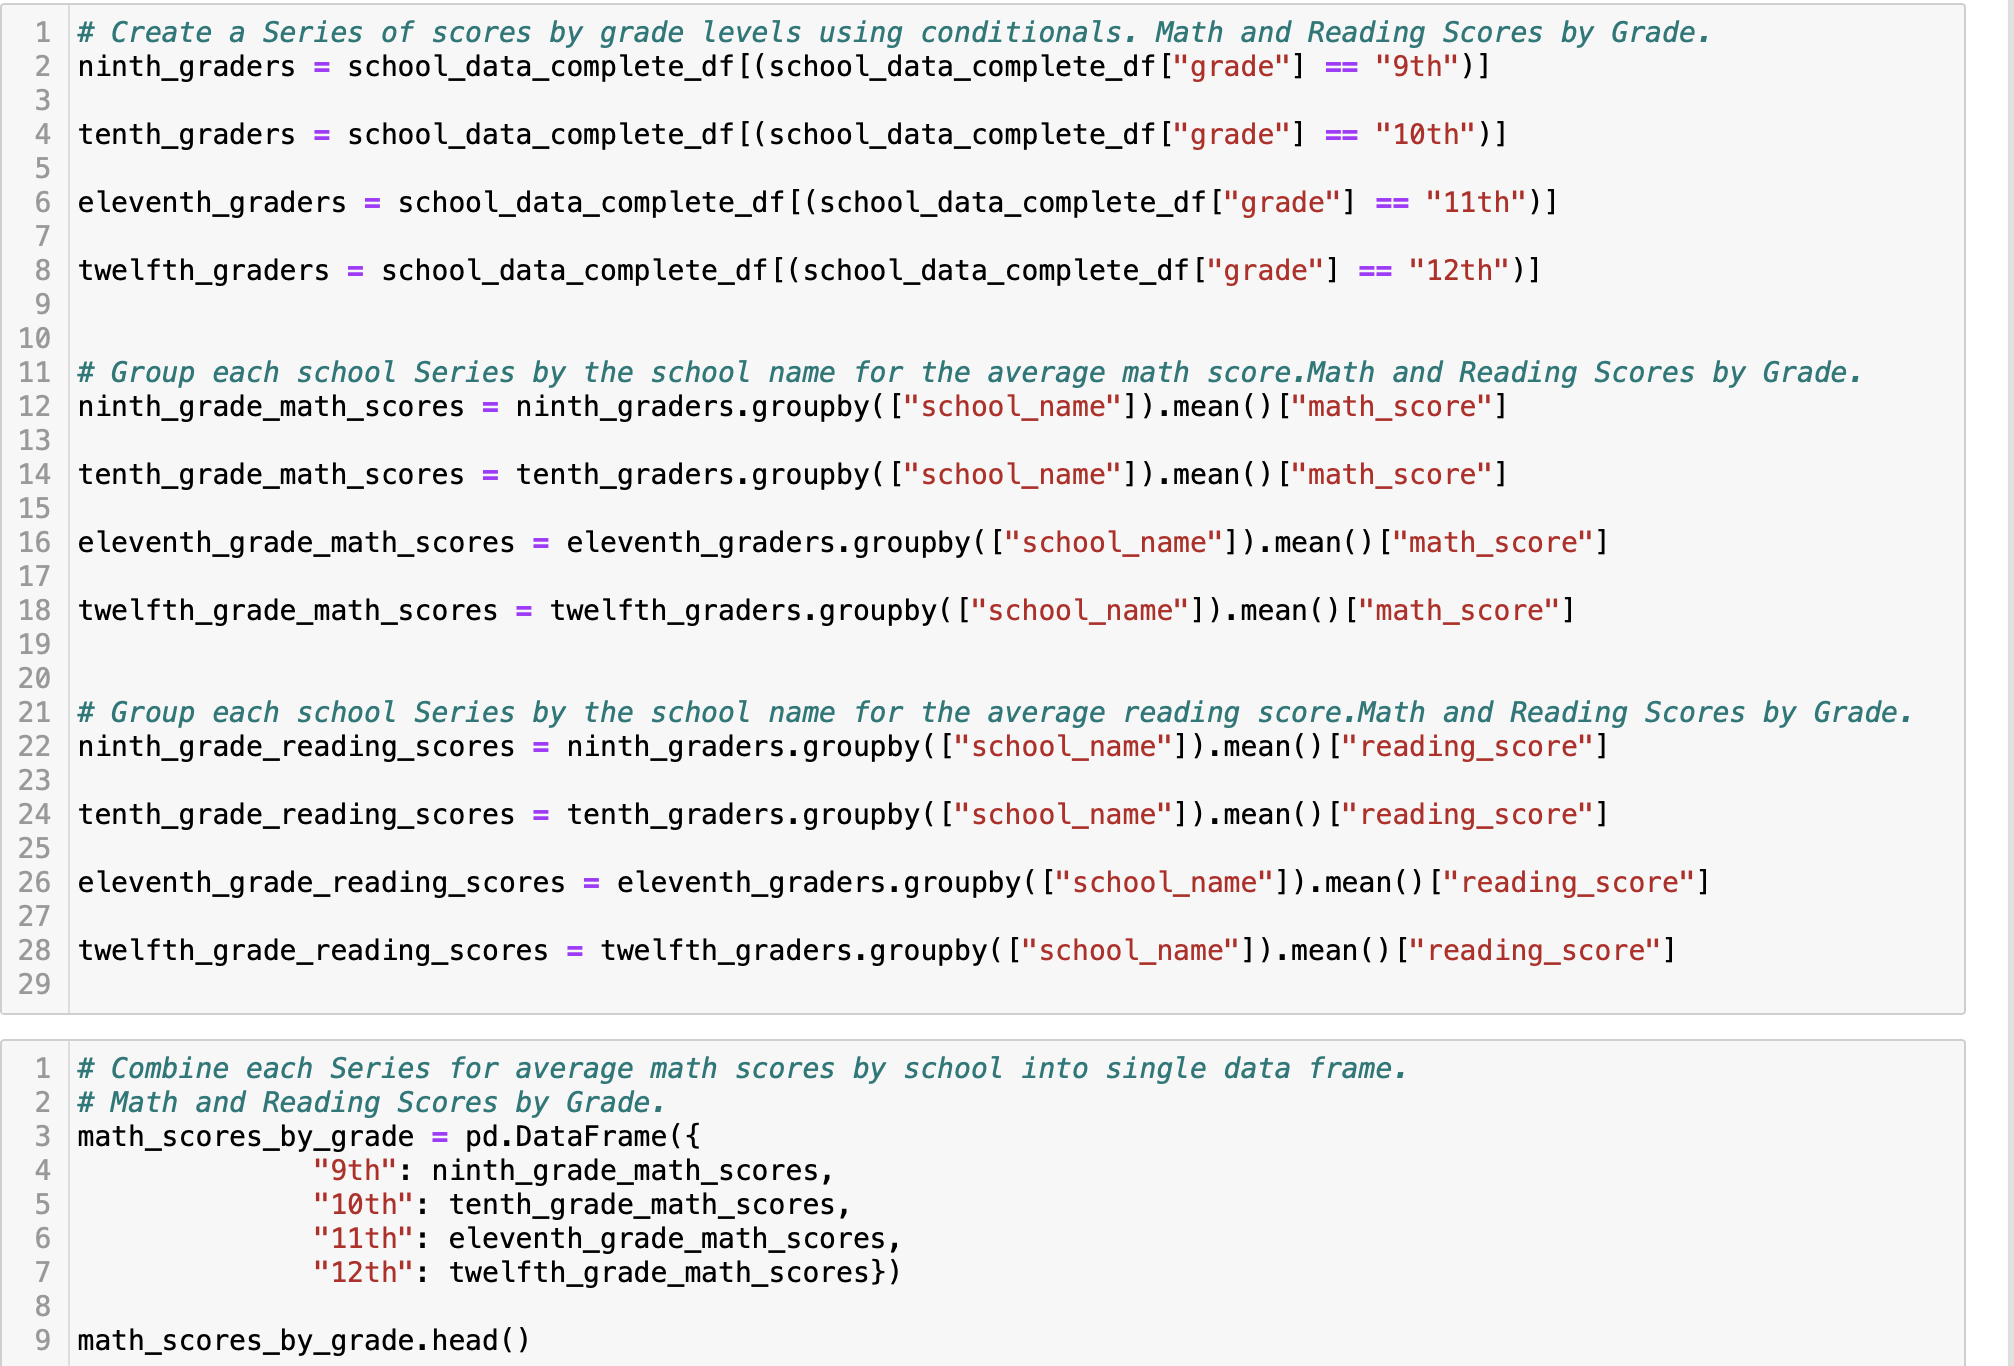 1 # Create a Series of scores by grade levels using conditionals. Math and Reading Scores by Grade.
2 ninth_graders = school_data_complete_df[(school_data_complete_df["grade"] == "9th")]
3
4 tenth_graders = school_data_complete_df[(school_data_complete_df["grade"] == "10th")]
5
6 eleventh_graders = school_data_complete_df[(school_data_complete_df["grade"] == "11th")]
7
8 twelfth_graders = school_data_complete_df[(school_data_complete_df["grade"] == "12th")]
9
10
11 # Group each school Series by the school name for the average math score.Math and Reading Scores by Grade.
12 ninth_grade_math_scores = ninth_graders.groupby(["school_name"]).mean()["math_score"]
13
14 tenth_grade_math_scores = tenth_graders.groupby(["school_name"]).mean()["math_score"]
15
16 eleventh_grade_math_scores = eleventh_graders.groupby(["school_name"]).mean()["math_score"]
17
18 twelfth_grade_math_scores = twelfth_graders.groupby(["school_name"]).mean()["math_score"]
19
20
21 # Group each school Series by the school name for the average reading score.Math and Reading Scores by Grade.
22 ninth_grade_reading_scores = ninth_graders.groupby(["school_name"]).mean()["reading_score"]
23
24 tenth_grade_reading_scores = tenth_graders.groupby(["school_name"]).mean()["reading_score"]
25
26 eleventh_grade_reading_scores = eleventh_graders.groupby(["school_name"]).mean()["reading_score"]
27
28 twelfth_grade_reading_scores = twelfth_graders.groupby(["school_name"]).mean()["reading_score"]
29
1 # Combine each Series for average math scores by school into single data frame.
2 # Math and Reading Scores by Grade.
3 math_scores_by_grade = pd.DataFrame({
4               "9th": ninth_grade_math_scores,
5               "10th": tenth_grade_math_scores,
6               "11th": eleventh_grade_math_scores,
7               "12th": twelfth_grade_math_scores})
8
9 math_scores_by_grade.head()